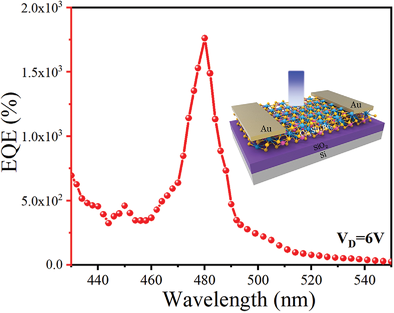 EQE (%)
2.0x10³
1.5x10³
1.0x10³
5.0x10²
0.0
Au
Au
SiO₂
Si
V_D=6V
440 460 480 500 520 540
Wavelength (nm)